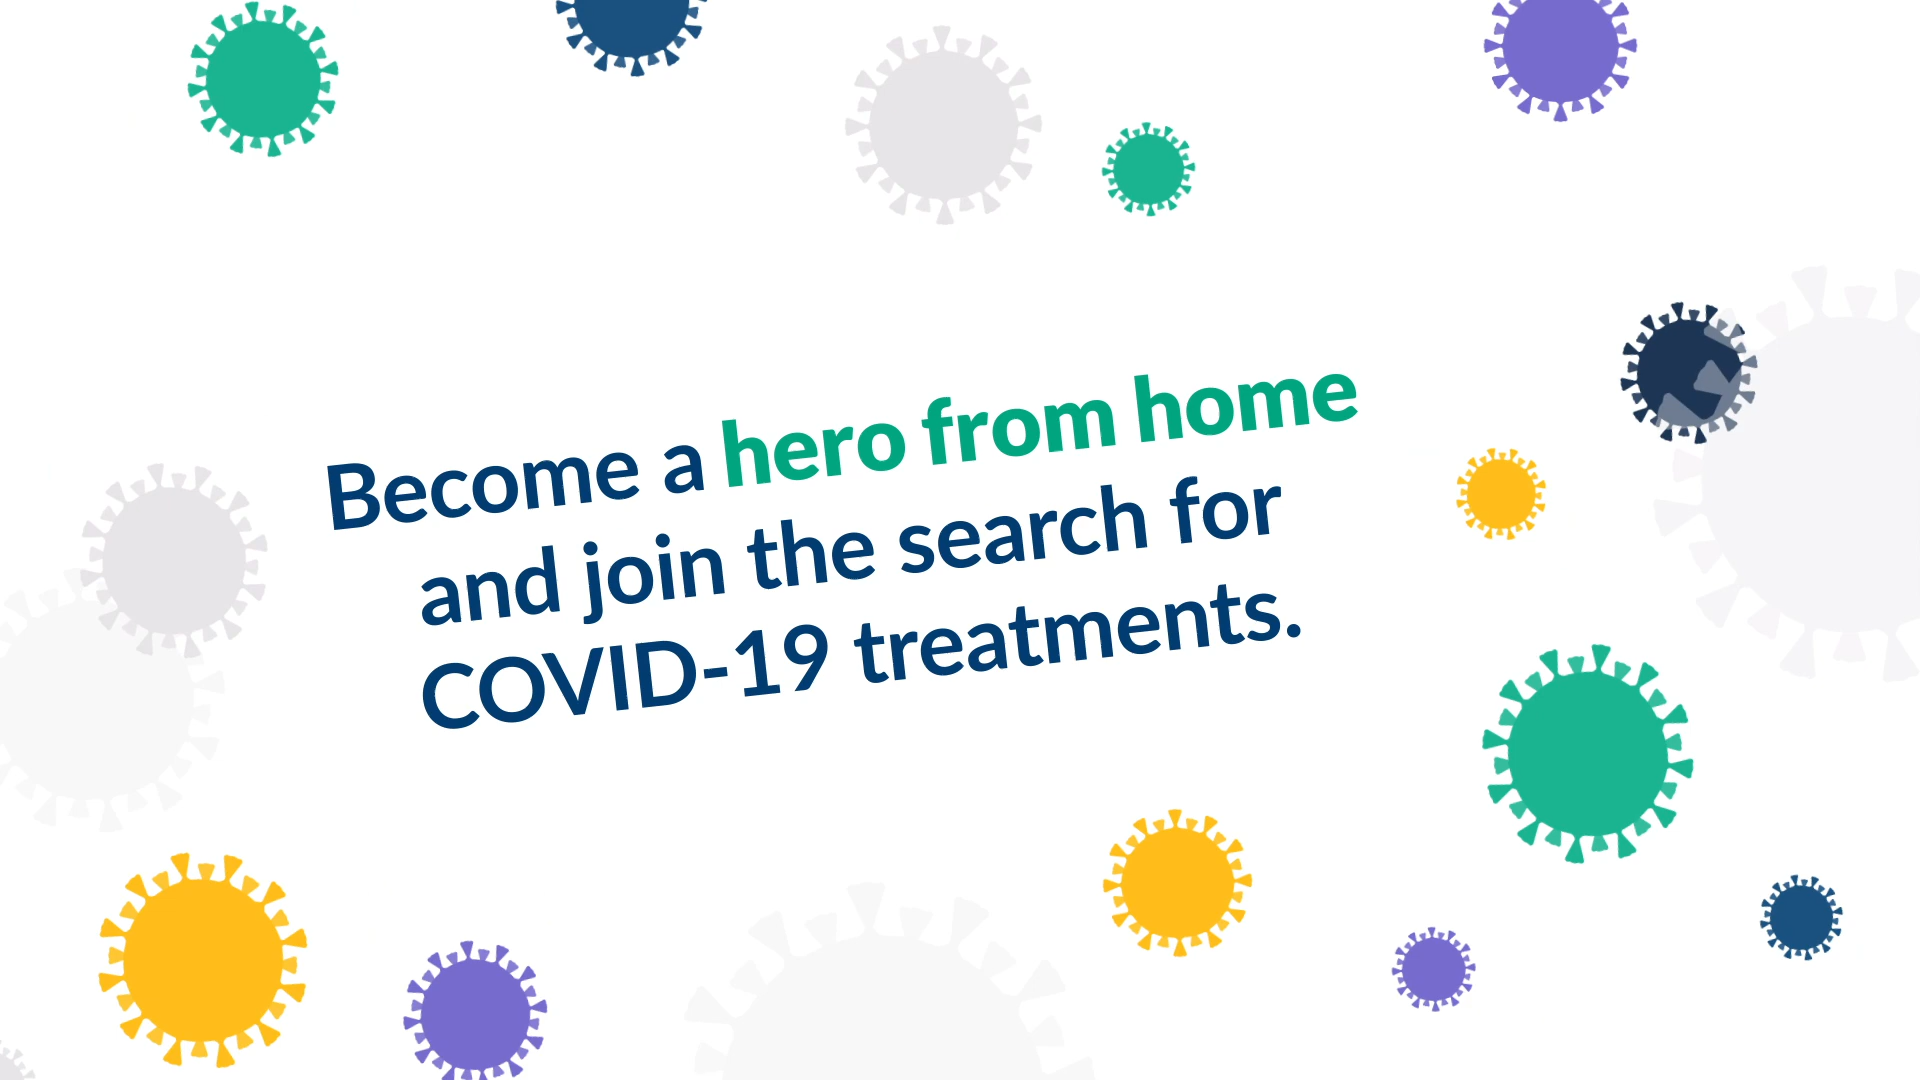 Become a hero from home
and join the search for
COVID-19 treatments.